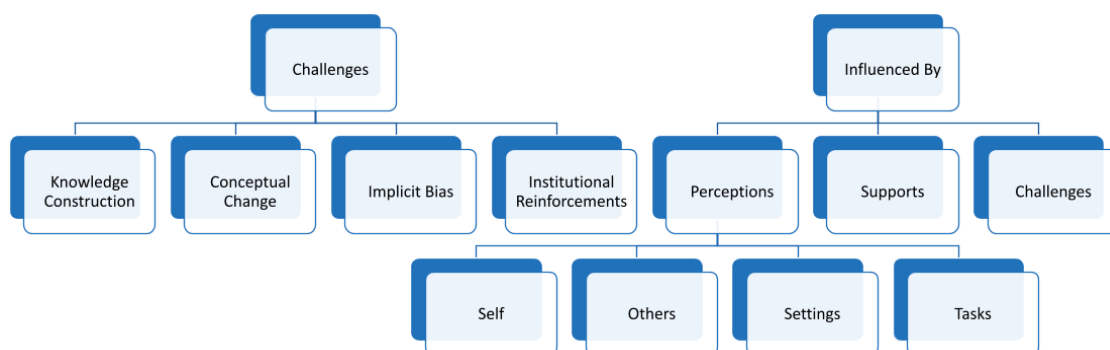 Challenges
Influenced By
Knowledge
Construction
Conceptual
Change
Implicit Bias
Institutional
Reinforcements
Perceptions
Supports
Challenges
Self
Others
Settings
Tasks